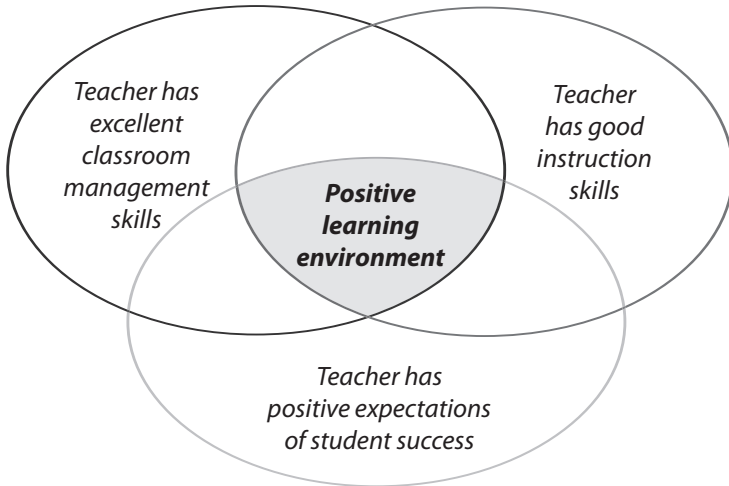 Teacher has
excellent
classroom
management
skills
Teacher
has good
instruction
skills
Positive
learning
environment
Teacher has
positive expectations
of student success